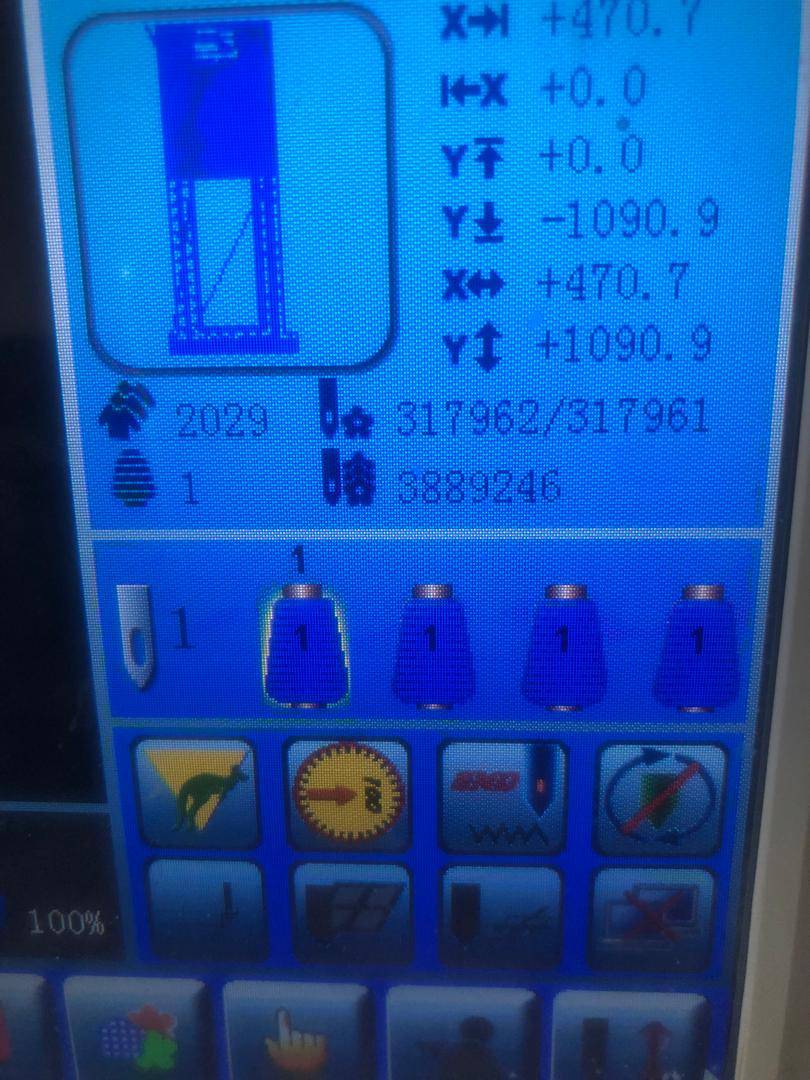 X +470.7
X +0.0
Y +0.0
Y -1090.9
X +470.7
Y +1090.9
2029 317962/317961
1 3889246
1
1 1 1 1 1
100
100%